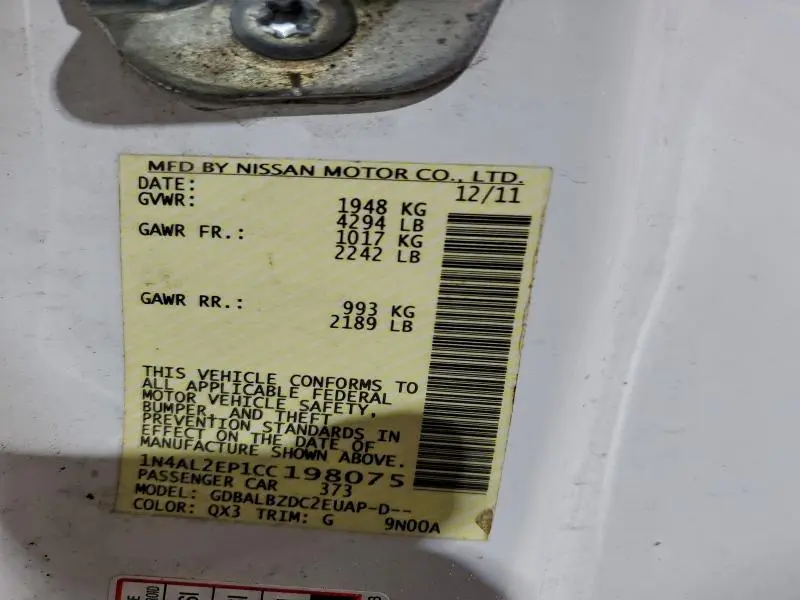 MFD BY NISSAN MOTOR CO., LTD.
DATE: 12/11
GVWR: 1948 KG
4294 LB
GAWR FR.: 1017 KG
2242 LB
GAWR RR.: 993 KG
2189 LB
THIS VEHICLE CONFORMS TO
ALL APPLICABLE FEDERAL
MOTOR VEHICLE SAFETY,
BUMPER, AND THEFT
PREVENTION STANDARDS IN
EFFECT ON THE DATE OF
MANUFACTURE SHOWN ABOVE.
1N4AL2EP1CC198075
PASSENGER CAR 373
MODEL: GDBALBZDC2EUAP-D--
COLOR: QX3 TRIM: G 9N00A